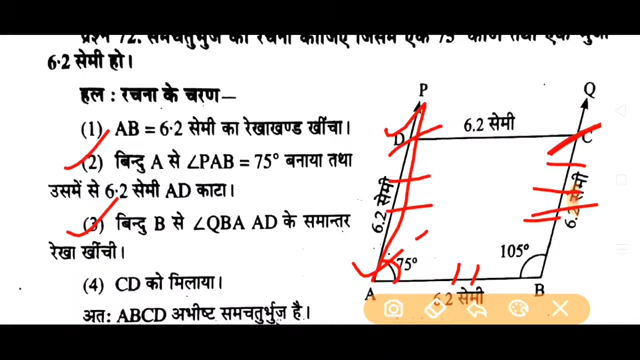 प्रश्न 72. समचतुर्भुज की रचना कीजिए जिसमें एक 75° कोण तथा एक भुजा
6·2 सेमी हो।
हल : रचना के चरण—
(1) AB = 6·2 सेमी का रेखाखण्ड खींचा।
(2) बिन्दु A से ∠PAB = 75° बनाया तथा
उसमें से 6·2 सेमी AD काटा।
(3) बिन्दु B से ∠QBA AD के समान्तर
रेखा खींची।
(4) CD को मिलाया।
अतः ABCD अभीष्ट समचतुर्भुज है।
P
Q
D
6.2 सेमी
C
6.2 सेमी
6.2 सेमी
75°
105°
A
6.2 सेमी
B